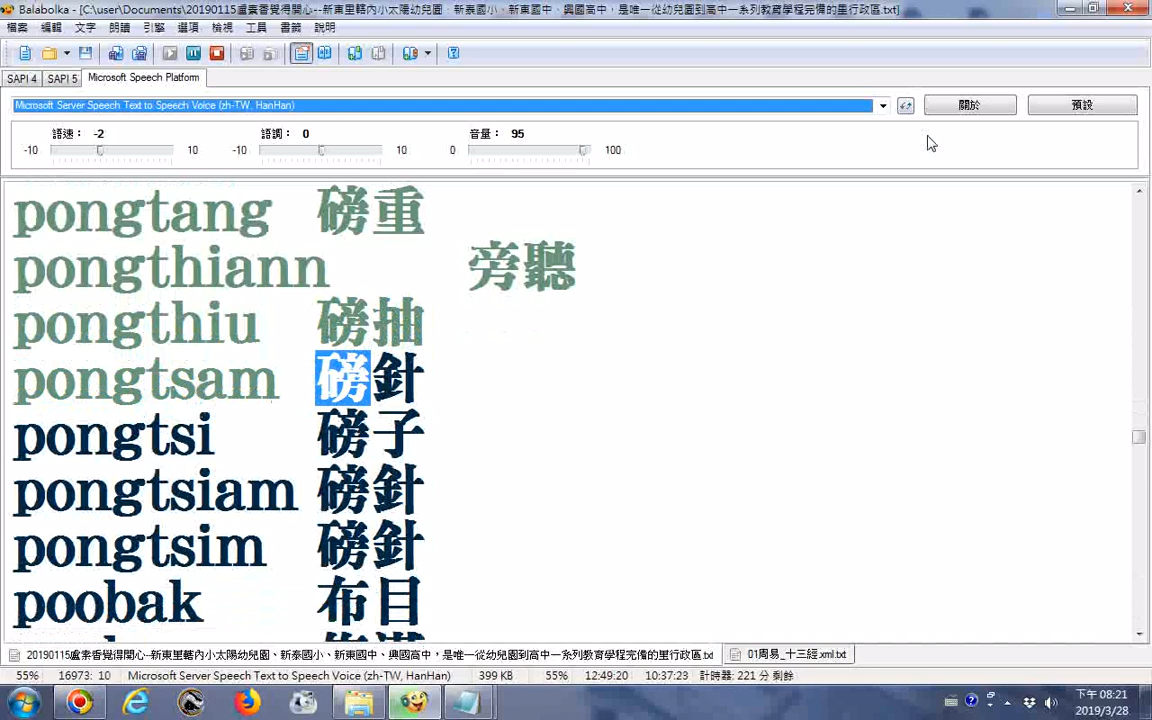 Balabolka - [C:\user\Documents\20190115盧素香覺得開心--新東里轄內小太陽幼兒園、新泰國小、新東國中、興國高中，是唯一從幼兒園到高中一系列教育學程完備的里行政區.txt]
檔案 編輯 文字 朗讀 引擎 選項 檢視 工具 書籤 說明
SAPI 4 SAPI 5 Microsoft Speech Platform
Microsoft Server Speech Text to Speech Voice (zh-TW, HanHan) 關於 預設
語速： -2 語調： 0 音量： 95
-10 10 -10 10 0 100
pongtang 磅重
pongthiann 旁聽
pongthiu 磅抽
pongtsam 磅針
pongtsi 磅子
pongtsiam 磅針
pongtsim 磅針
poobak 布目
20190115盧素香覺得開心--新東里轄內小太陽幼兒園、新泰國小、新東國中、興國高中，是唯一從幼兒園到高中一系列教育學程完備的里行政區.txt 01周易_十三經.xml.txt
55% 16973: 10 Microsoft Server Speech Text to Speech Voice (zh-TW, HanHan) 399 KB 55% 12:49:20 10:37:23 計時器: 221 分 剩餘
下午 08:21
2019/3/28